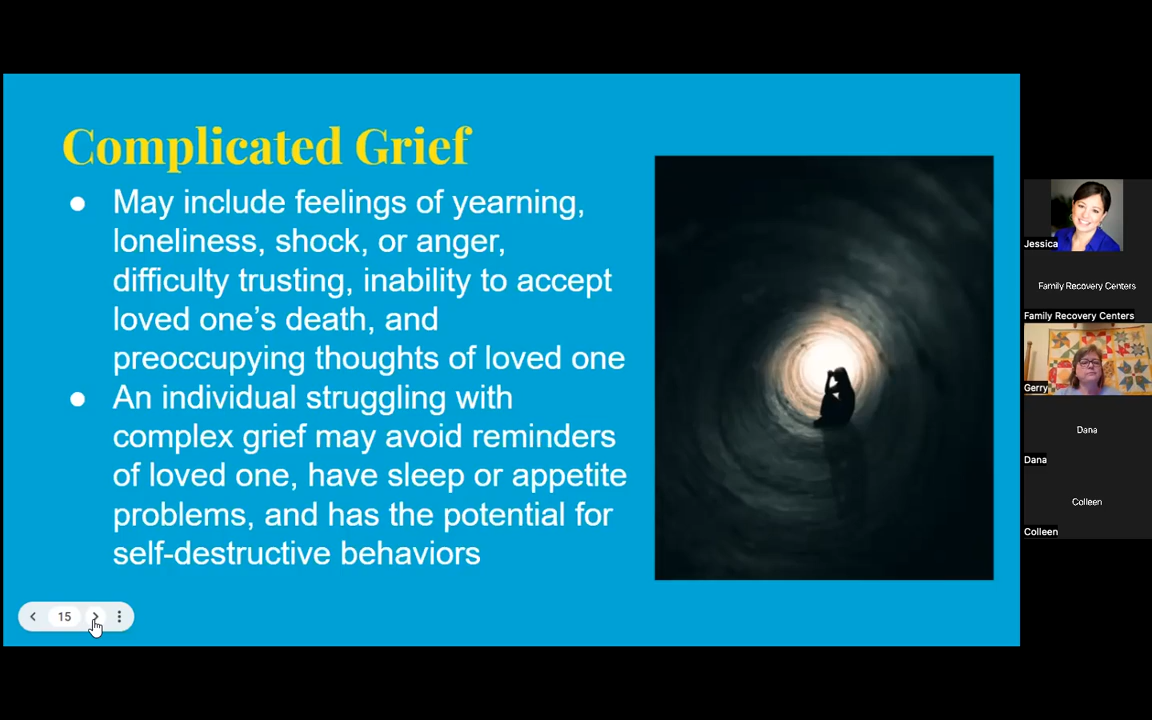 Complicated Grief
● May include feelings of yearning,
loneliness, shock, or anger,
difficulty trusting, inability to accept
loved one’s death, and
preoccupying thoughts of loved one
● An individual struggling with
complex grief may avoid reminders
of loved one, have sleep or appetite
problems, and has the potential for
self-destructive behaviors
15
Jessica
Family Recovery Centers
Family Recovery Centers
Gerry
Dana
Dana
Colleen
Colleen